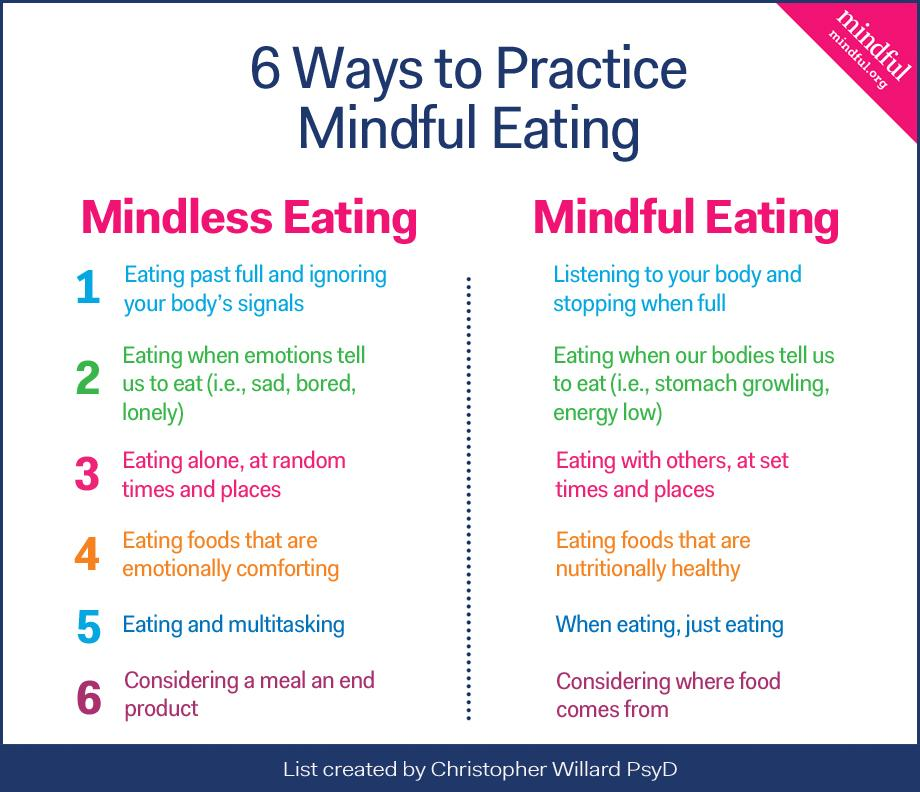 mindful
mindful.org
6 Ways to Practice
Mindful Eating
Mindless Eating
Mindful Eating
1
Eating past full and ignoring
your body’s signals
Listening to your body and
stopping when full
2
Eating when emotions tell
us to eat (i.e., sad, bored,
lonely)
Eating when our bodies tell us
to eat (i.e., stomach growling,
energy low)
3
Eating alone, at random
times and places
Eating with others, at set
times and places
4
Eating foods that are
emotionally comforting
Eating foods that are
nutritionally healthy
5
Eating and multitasking
When eating, just eating
6
Considering a meal an end
product
Considering where food
comes from
List created by Christopher Willard PsyD